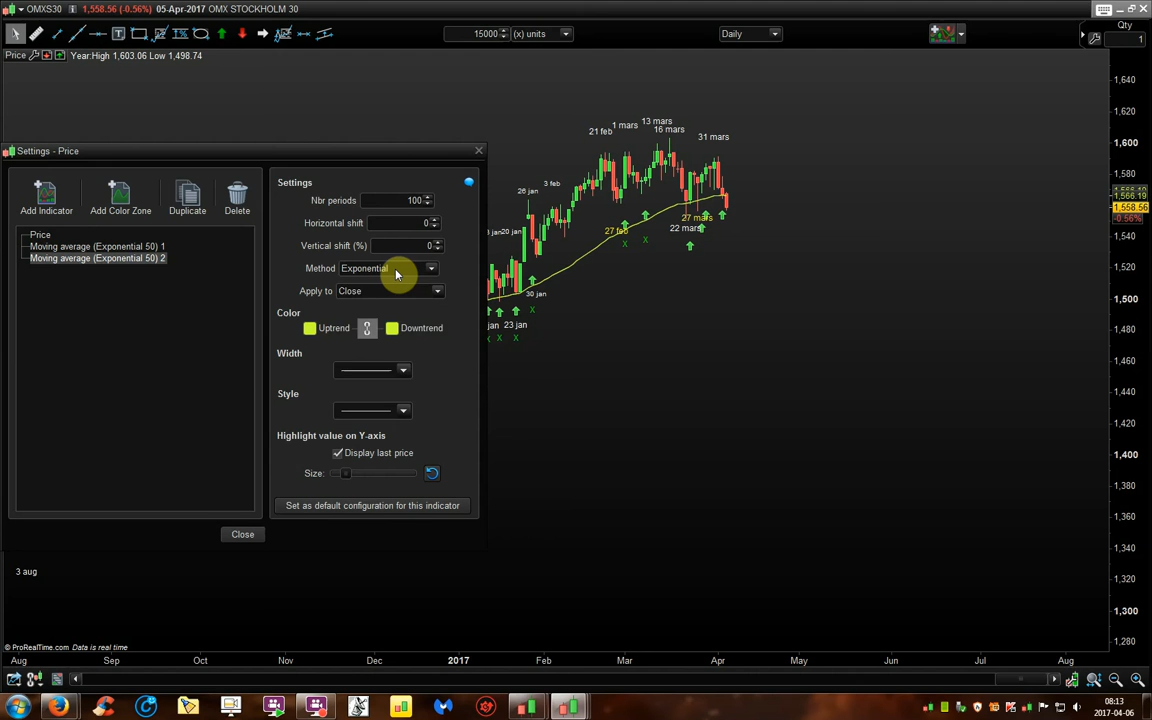 OMXS30 1,558.56 (-0.56%) 05-Apr-2017 OMX STOCKHOLM 30
15000 (x) units
Daily
Qty
1
Price Year:High 1,603.06 Low 1,498.74
Settings - Price
Add Indicator Add Color Zone Duplicate Delete
Price
Moving average (Exponential 50) 1
Moving average (Exponential 50) 2
Close
Settings
Nbr periods 100
Horizontal shift 0
Vertical shift (%) 0
Method Exponential
Apply to Close
Color
Uptrend Downtrend
Width
Style
Highlight value on Y-axis
Display last price
Size:
Set as default configuration for this indicator
21 feb
1 mars
13 mars
16 mars
31 mars
26 jan
3 feb
20 jan
27 feb
27 mars
22 mars
30 jan
23 jan
X X X X X X
3 aug
1,640
1,620
1,600
1,580
1,566.19
1,558.56
-0.56%
1,540
1,520
1,500
1,480
1,460
1,440
1,420
1,400
1,380
1,360
1,340
1,320
1,300
1,280
© ProRealTime.com Data is real time
Aug Sep Oct Nov Dec 2017 Feb Mar Apr May Jun Jul Aug
08:13
2017-04-06